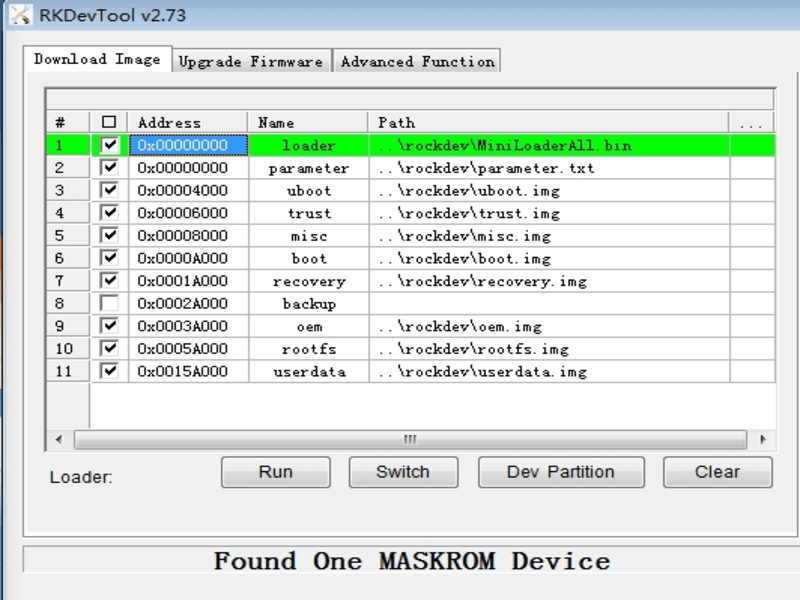 RKDevTool v2.73
Download Image Upgrade Firmware Advanced Function
# Address Name Path ...
1 0x00000000 loader ..\rockdev\MiniLoaderAll.bin
2 0x00000000 parameter ..\rockdev\parameter.txt
3 0x00004000 uboot ..\rockdev\uboot.img
4 0x00006000 trust ..\rockdev\trust.img
5 0x00008000 misc ..\rockdev\misc.img
6 0x0000A000 boot ..\rockdev\boot.img
7 0x0001A000 recovery ..\rockdev\recovery.img
8 0x0002A000 backup
9 0x0003A000 oem ..\rockdev\oem.img
10 0x0005A000 rootfs ..\rockdev\rootfs.img
11 0x0015A000 userdata ..\rockdev\userdata.img
Loader: Run Switch Dev Partition Clear
Found One MASKROM Device